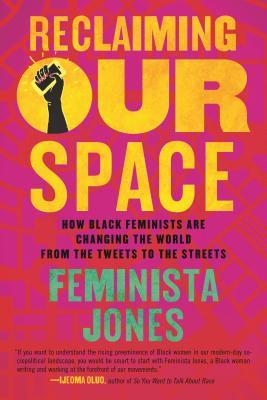 RECLAIMING
OUR
SPACE
HOW BLACK FEMINISTS ARE
CHANGING THE WORLD
FROM THE TWEETS TO THE STREETS
FEMINISTA
JONES
"If you want to understand the rising preeminence of Black women in our modern-day so-
ciopolitical landscape, you would be smart to start with Feminista Jones, a Black woman
writing and working at the forefront of our movements."
—IJEOMA OLUO, author of So You Want to Talk About Race